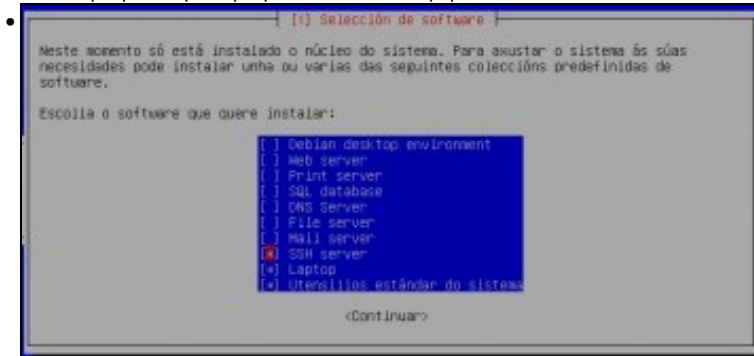 [!] Selección de software
Neste momento só está instalado o núcleo do sistema. Para axustar o sistema ás súas
necesidades pode instalar unha ou varias das seguintes coleccións predefinidas de
software.
Escolla o software que quere instalar:
[ ] Debian desktop environment
[ ] Web server
[ ] Print server
[ ] SQL database
[ ] DNS Server
[ ] File server
[ ] Mail server
[*] SSH server
[*] Laptop
[*] Utensilios estándar do sistema
<Continuar>